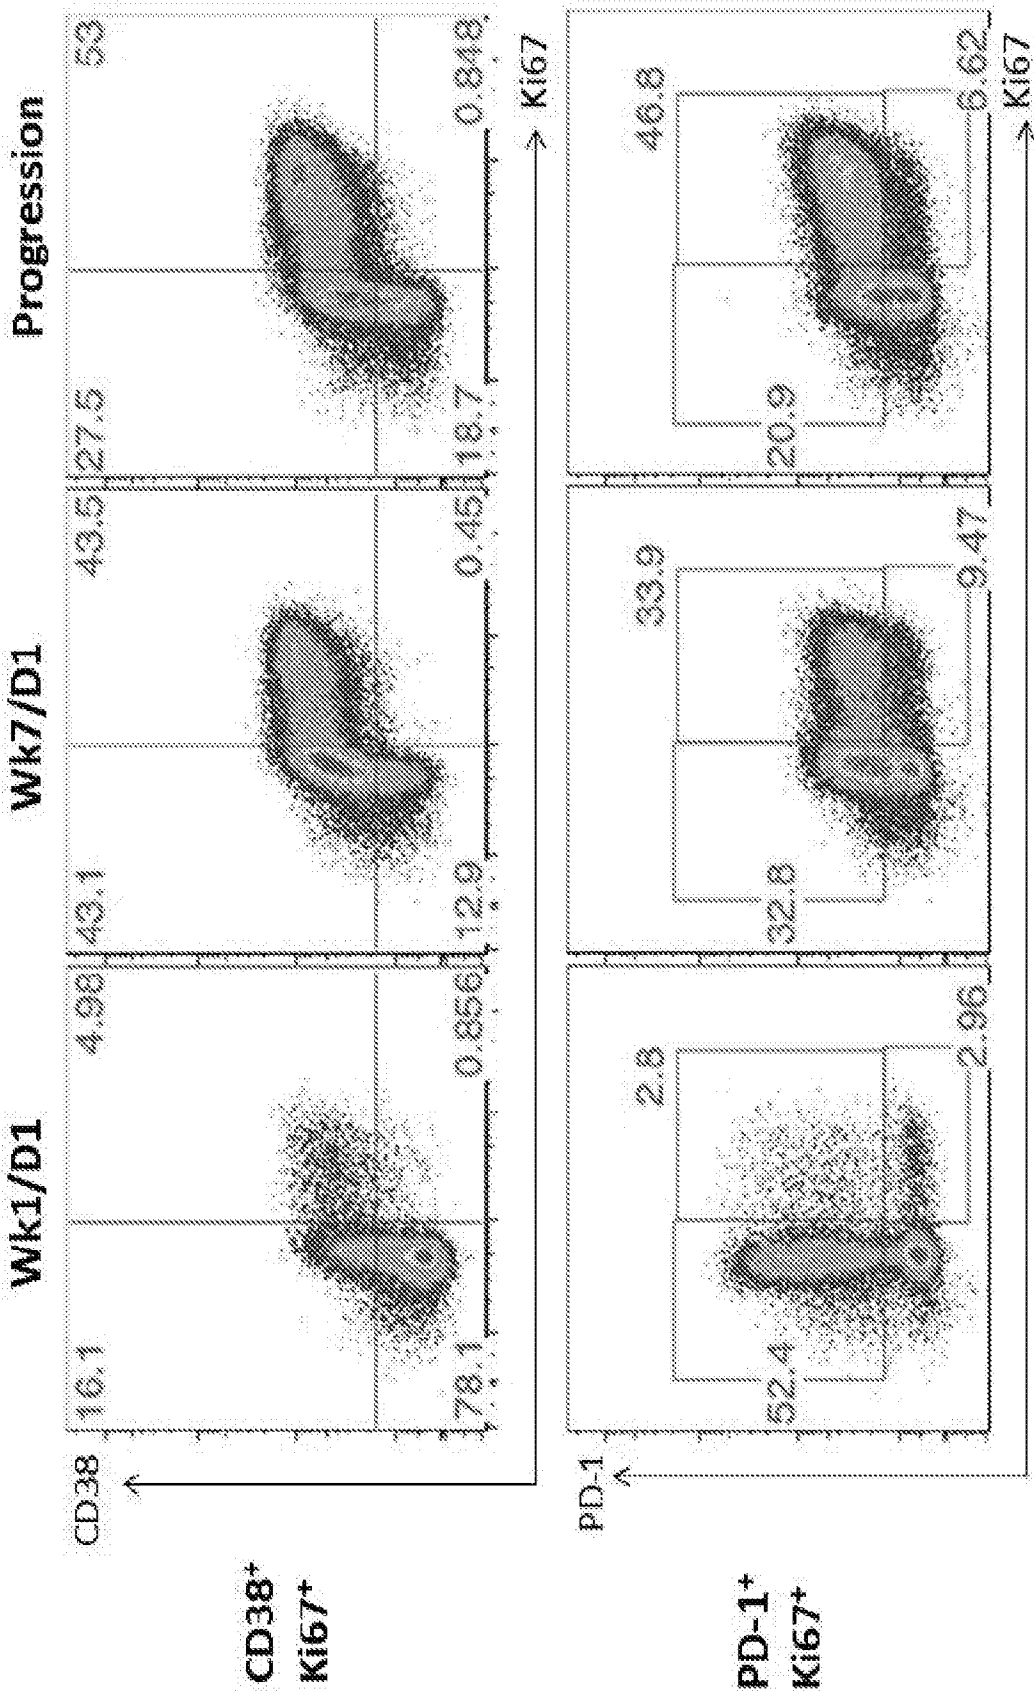 Wk1/D1
Wk7/D1
Progression
CD38+
Ki67+
CD38
16.1
4.98
78.1
0.856
43.1
43.5
12.9
0.45
27.5
53
18.7
0.848
Ki67
PD-1+
Ki67+
PD-1
52.4
2.8
2.96
32.8
33.9
9.47
20.9
46.8
6.62
Ki67